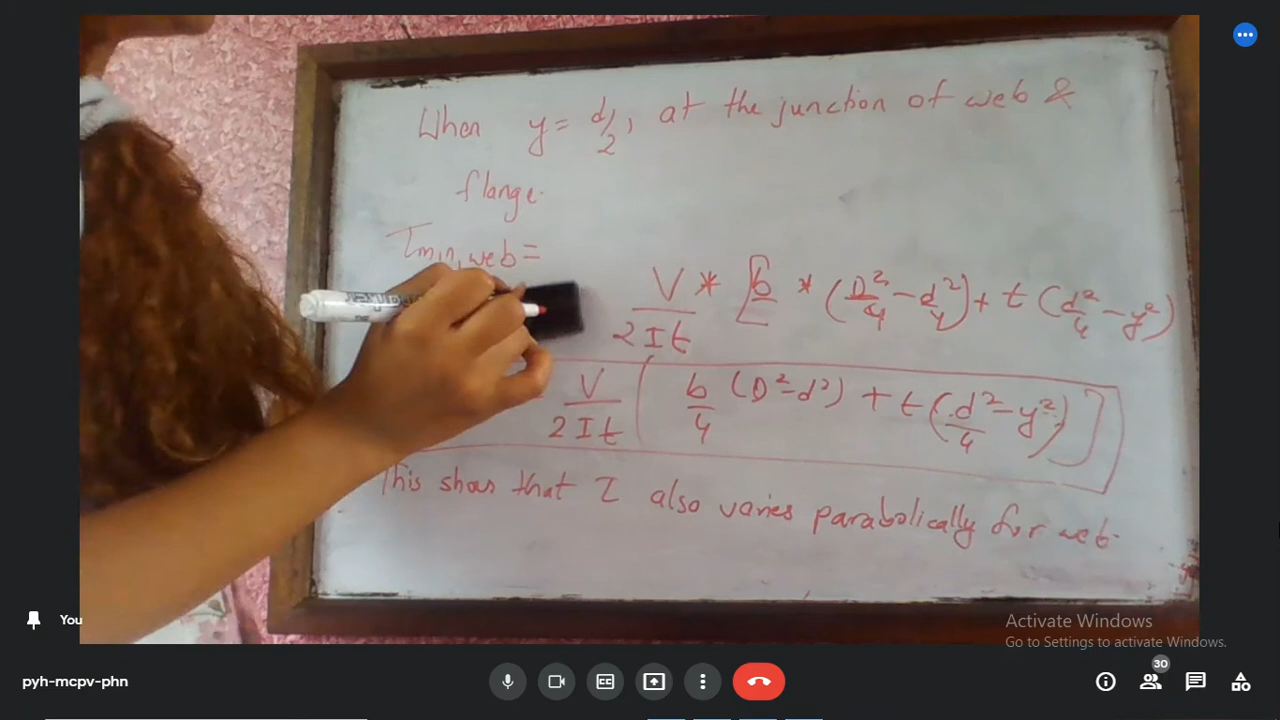 When y = d/2, at the junction of web &
flange.
τmin, web =
V/2It * [b * (D²/4 - d²/4) + t (d²/4 - y²)
V/2It ( b/4 (D²-d²) + t (d²/4 - y²) ]
This show that τ also varies parabolically for web.
You
Activate Windows
Go to Settings to activate Windows.
pyh-mcpv-phn
30